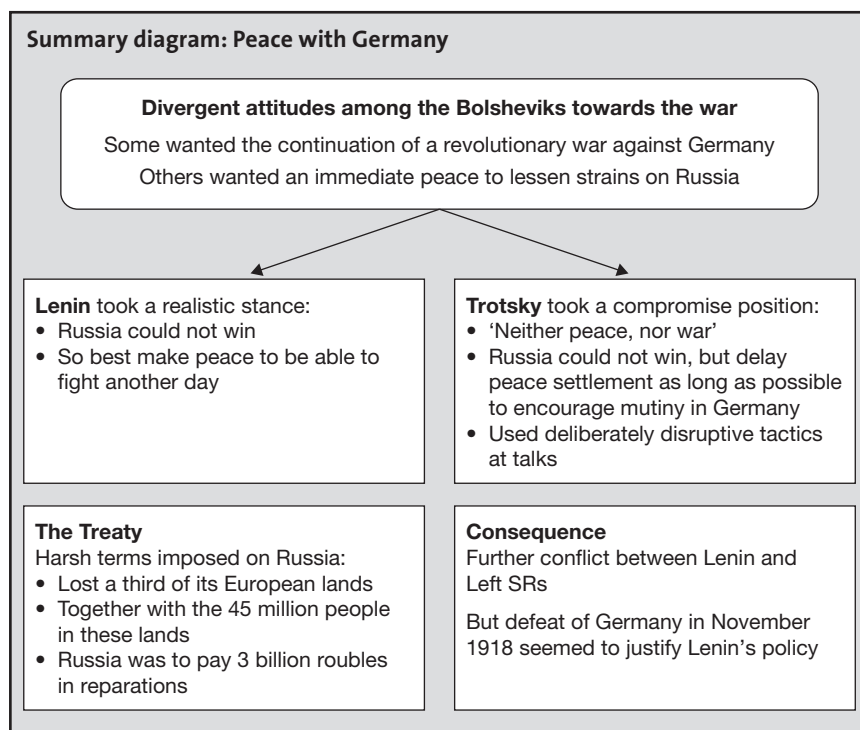 Summary diagram: Peace with Germany
Divergent attitudes among the Bolsheviks towards the war
Some wanted the continuation of a revolutionary war against Germany
Others wanted an immediate peace to lessen strains on Russia
Lenin took a realistic stance:
• Russia could not win
• So best make peace to be able to
fight another day
Trotsky took a compromise position:
• ‘Neither peace, nor war’
• Russia could not win, but delay
peace settlement as long as possible
to encourage mutiny in Germany
• Used deliberately disruptive tactics
at talks
The Treaty
Harsh terms imposed on Russia:
• Lost a third of its European lands
• Together with the 45 million people
in these lands
• Russia was to pay 3 billion roubles
in reparations
Consequence
Further conflict between Lenin and
Left SRs
But defeat of Germany in November
1918 seemed to justify Lenin’s policy